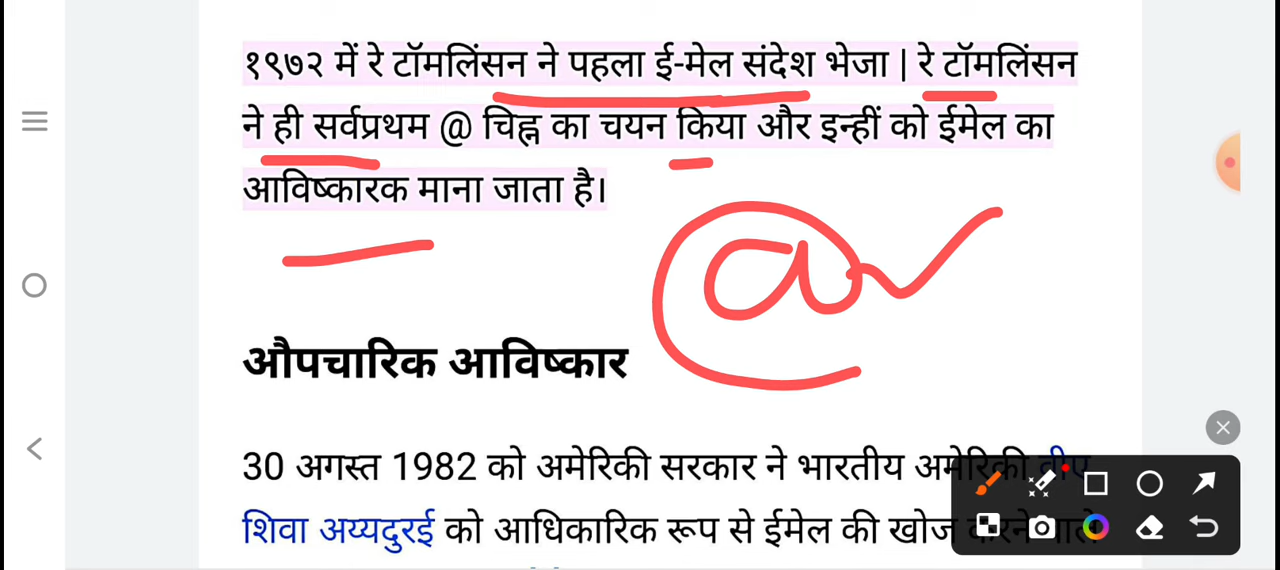 १९७२ में रे टॉमलिंसन ने पहला ई-मेल संदेश भेजा | रे टॉमलिंसन
ने ही सर्वप्रथम @ चिह्न का चयन किया और इन्हीं को ईमेल का
आविष्कारक माना जाता है।
@
औपचारिक आविष्कार
30 अगस्त 1982 को अमेरिकी सरकार ने भारतीय अमेरिकी वीए
शिवा अय्यदुरई को आधिकारिक रूप से ईमेल की खोज करने वाले